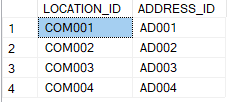 LOCATION_ID ADDRESS_ID
1 COM001 AD001
2 COM002 AD002
3 COM003 AD003
4 COM004 AD004